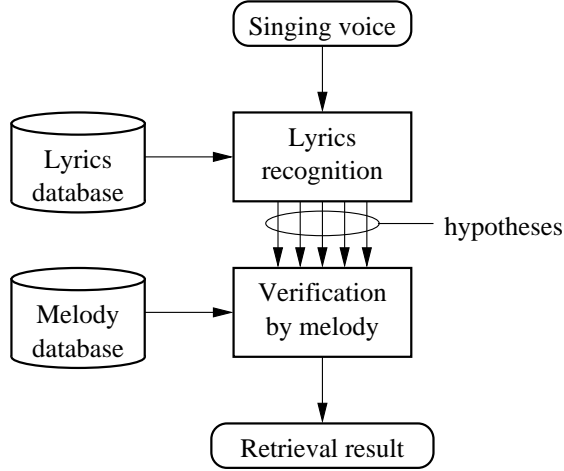 Singing voice
Lyrics
recognition
Lyrics
database
hypotheses
Verification
by melody
Melody
database
Retrieval result